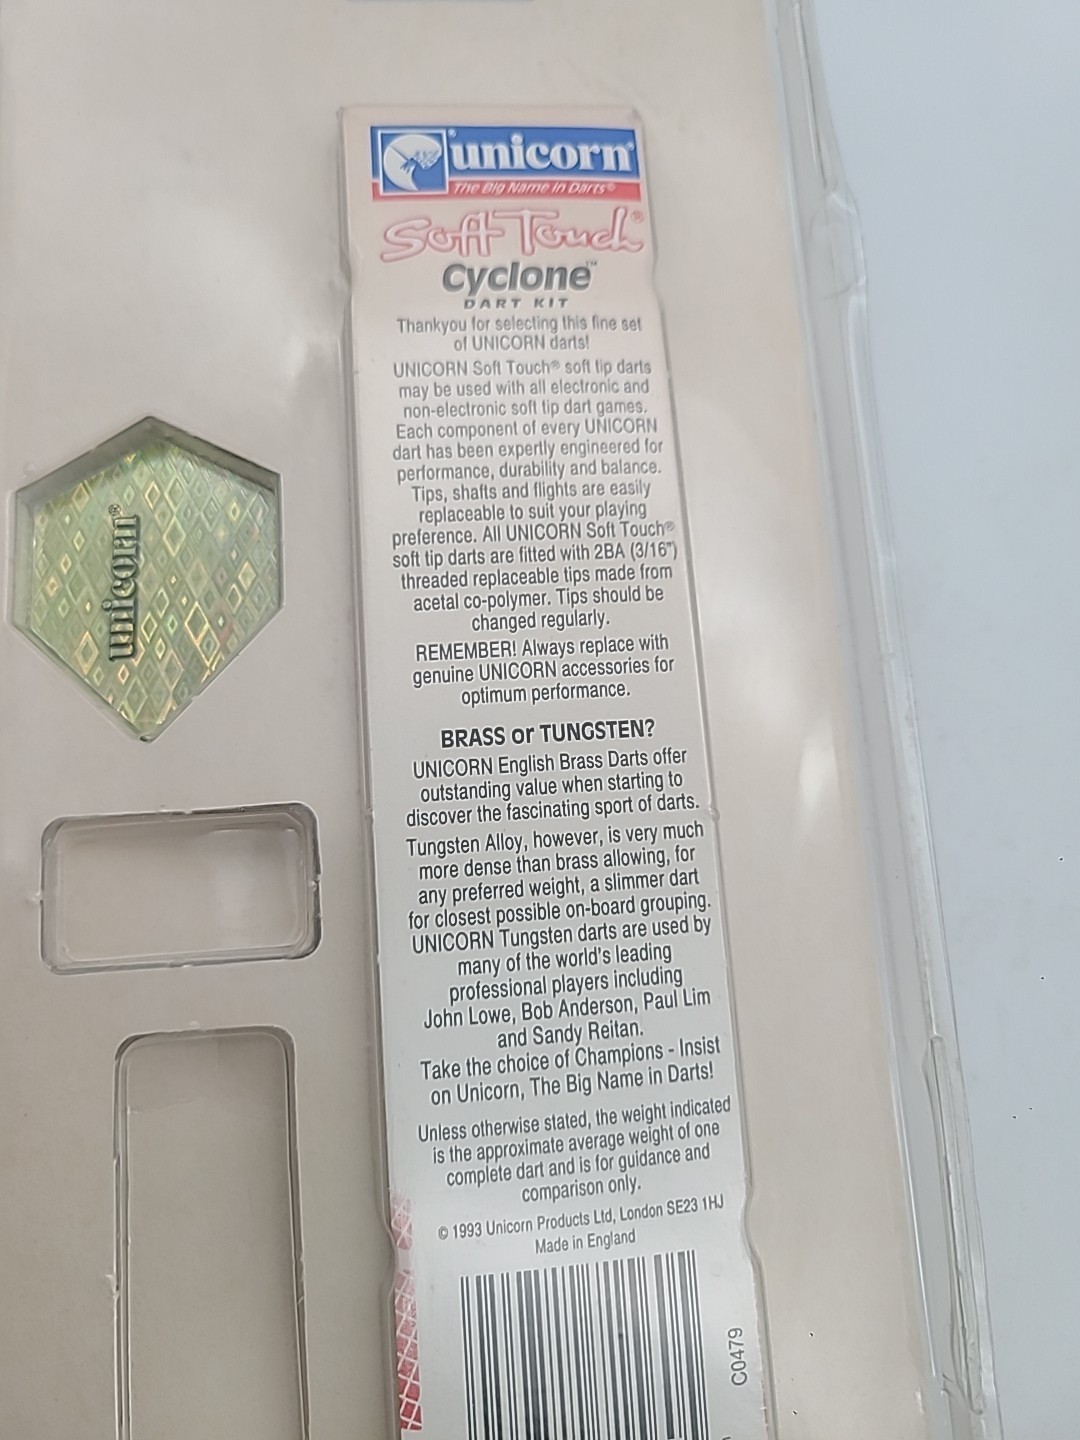 unicorn®
The Big Name in Darts®
Soft Touch®
Cyclone™
DART KIT
Thankyou for selecting this fine set
of UNICORN darts!
UNICORN Soft Touch® soft tip darts
may be used with all electronic and
non-electronic soft tip dart games.
Each component of every UNICORN
dart has been expertly engineered for
performance, durability and balance.
Tips, shafts and flights are easily
replaceable to suit your playing
preference. All UNICORN Soft Touch®
soft tip darts are fitted with 2BA (3/16")
threaded replaceable tips made from
acetal co-polymer. Tips should be
changed regularly.
REMEMBER! Always replace with
genuine UNICORN accessories for
optimum performance.
BRASS or TUNGSTEN?
UNICORN English Brass Darts offer
outstanding value when starting to
discover the fascinating sport of darts.
Tungsten Alloy, however, is very much
more dense than brass allowing, for
any preferred weight, a slimmer dart
for closest possible on-board grouping.
UNICORN Tungsten darts are used by
many of the world's leading
professional players including
John Lowe, Bob Anderson, Paul Lim
and Sandy Reitan.
Take the choice of Champions - Insist
on Unicorn, The Big Name in Darts!
Unless otherwise stated, the weight indicated
is the approximate average weight of one
complete dart and is for guidance and
comparison only.
© 1993 Unicorn Products Ltd, London SE23 1HJ
Made in England
C0479
unicorn®